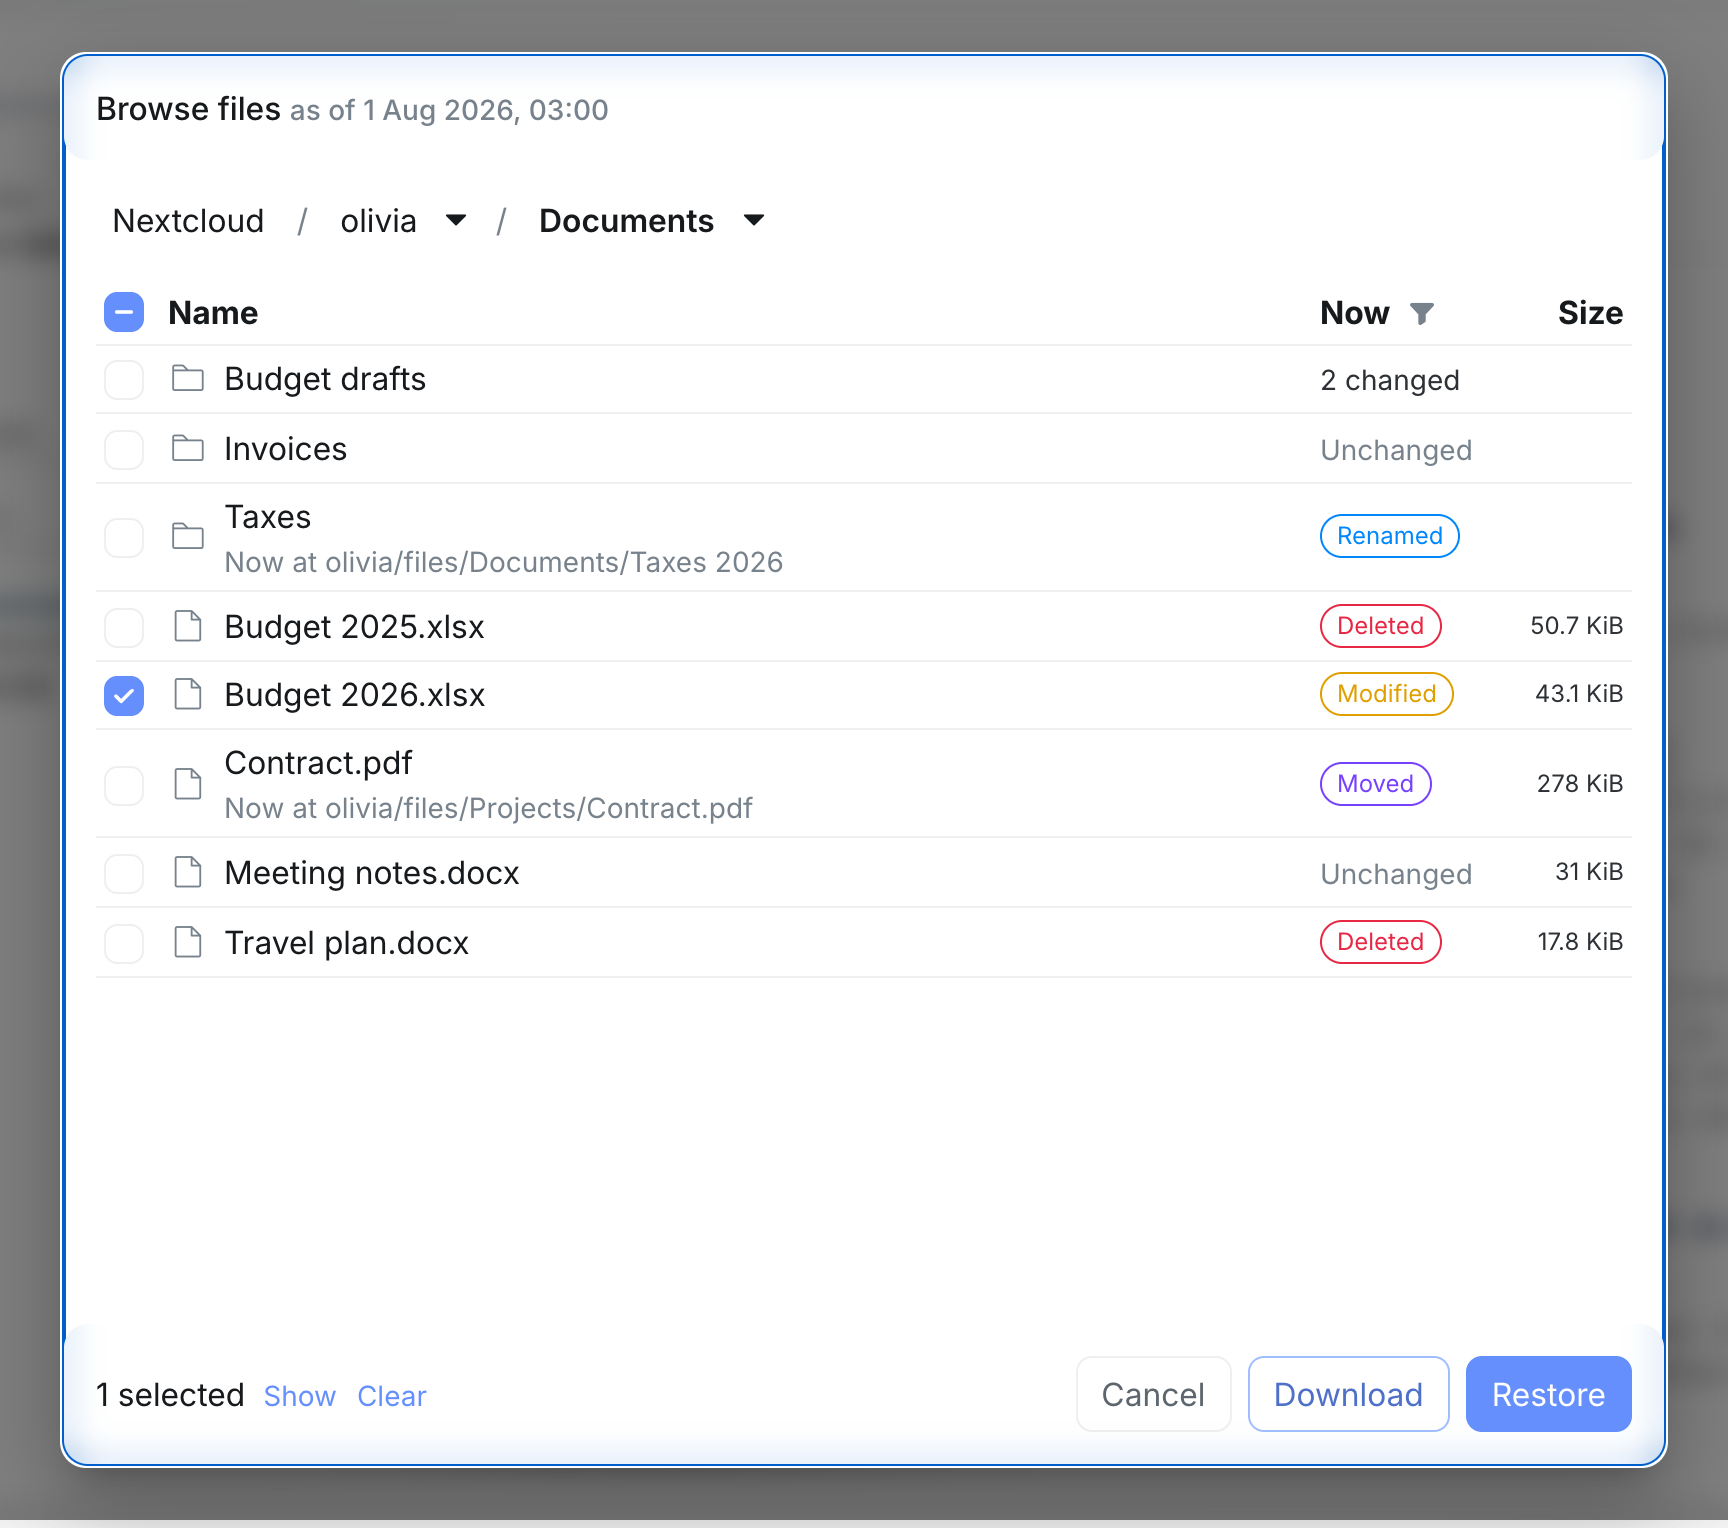 Browse files as of 1 Aug 2026, 03:00
Nextcloud / olivia / Documents
Name Now Size
Budget drafts 2 changed
Invoices Unchanged
Taxes
Now at olivia/files/Documents/Taxes 2026
Renamed
Budget 2025.xlsx Deleted 50.7 KiB
Budget 2026.xlsx Modified 43.1 KiB
Contract.pdf
Now at olivia/files/Projects/Contract.pdf
Moved 278 KiB
Meeting notes.docx Unchanged 31 KiB
Travel plan.docx Deleted 17.8 KiB
1 selected Show Clear Cancel Download Restore